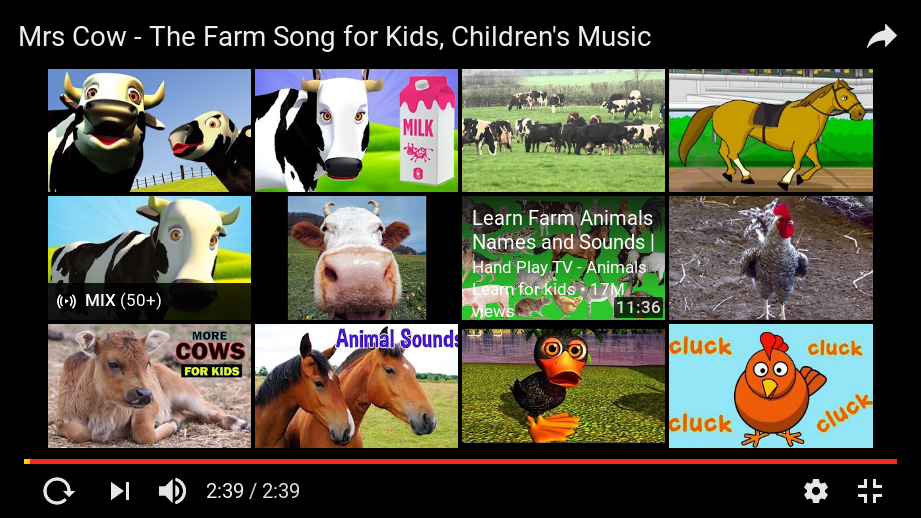 Mrs Cow - The Farm Song for Kids, Children's Music
MILK
Learn Farm Animals
Names and Sounds |
Hand Play TV - Animals
Learn for kids • 17M
views
11:36
MIX (50+)
MORE
COWS
FOR KIDS
Animal Sounds
cluck
cluck
cluck
cluck
2:39 / 2:39